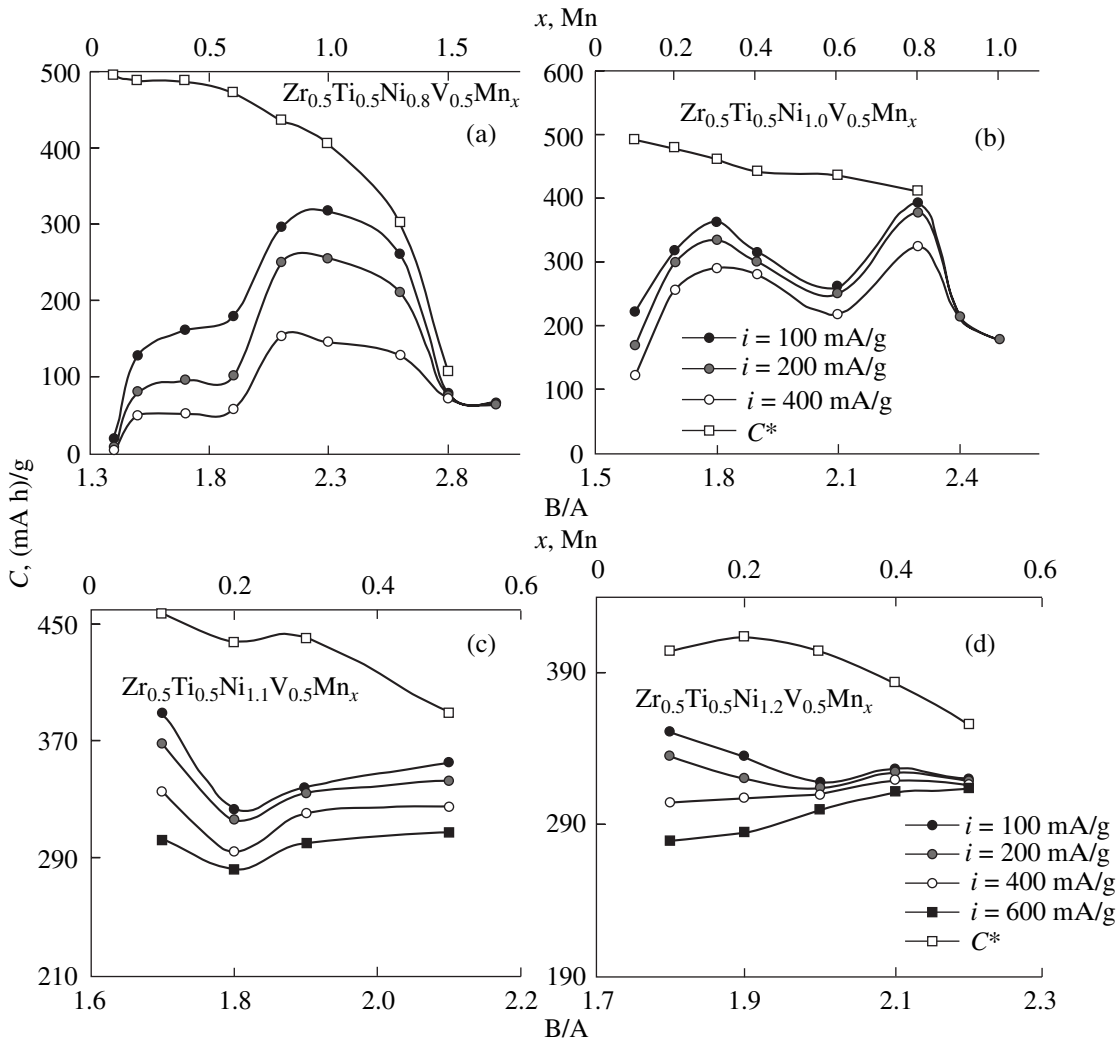 x, Mn
0 0.5 1.0 1.5
500
400
300
200
100
0
Zr0.5Ti0.5Ni0.8V0.5Mnx
(a)
1.3 1.8 2.3 2.8
B/A
x, Mn
0 0.2 0.4 0.6 0.8 1.0
600
500
400
300
200
100
0
Zr0.5Ti0.5Ni1.0V0.5Mnx
(b)
i = 100 mA/g
i = 200 mA/g
i = 400 mA/g
C*
1.5 1.8 2.1 2.4
B/A
C, (mA h)/g
x, Mn
0 0.2 0.4 0.6
450
370
290
210
(c)
Zr0.5Ti0.5Ni1.1V0.5Mnx
1.6 1.8 2.0 2.2
B/A
x, Mn
0 0.2 0.4 0.6
390
290
190
(d)
Zr0.5Ti0.5Ni1.2V0.5Mnx
i = 100 mA/g
i = 200 mA/g
i = 400 mA/g
i = 600 mA/g
C*
1.7 1.9 2.1 2.3
B/A